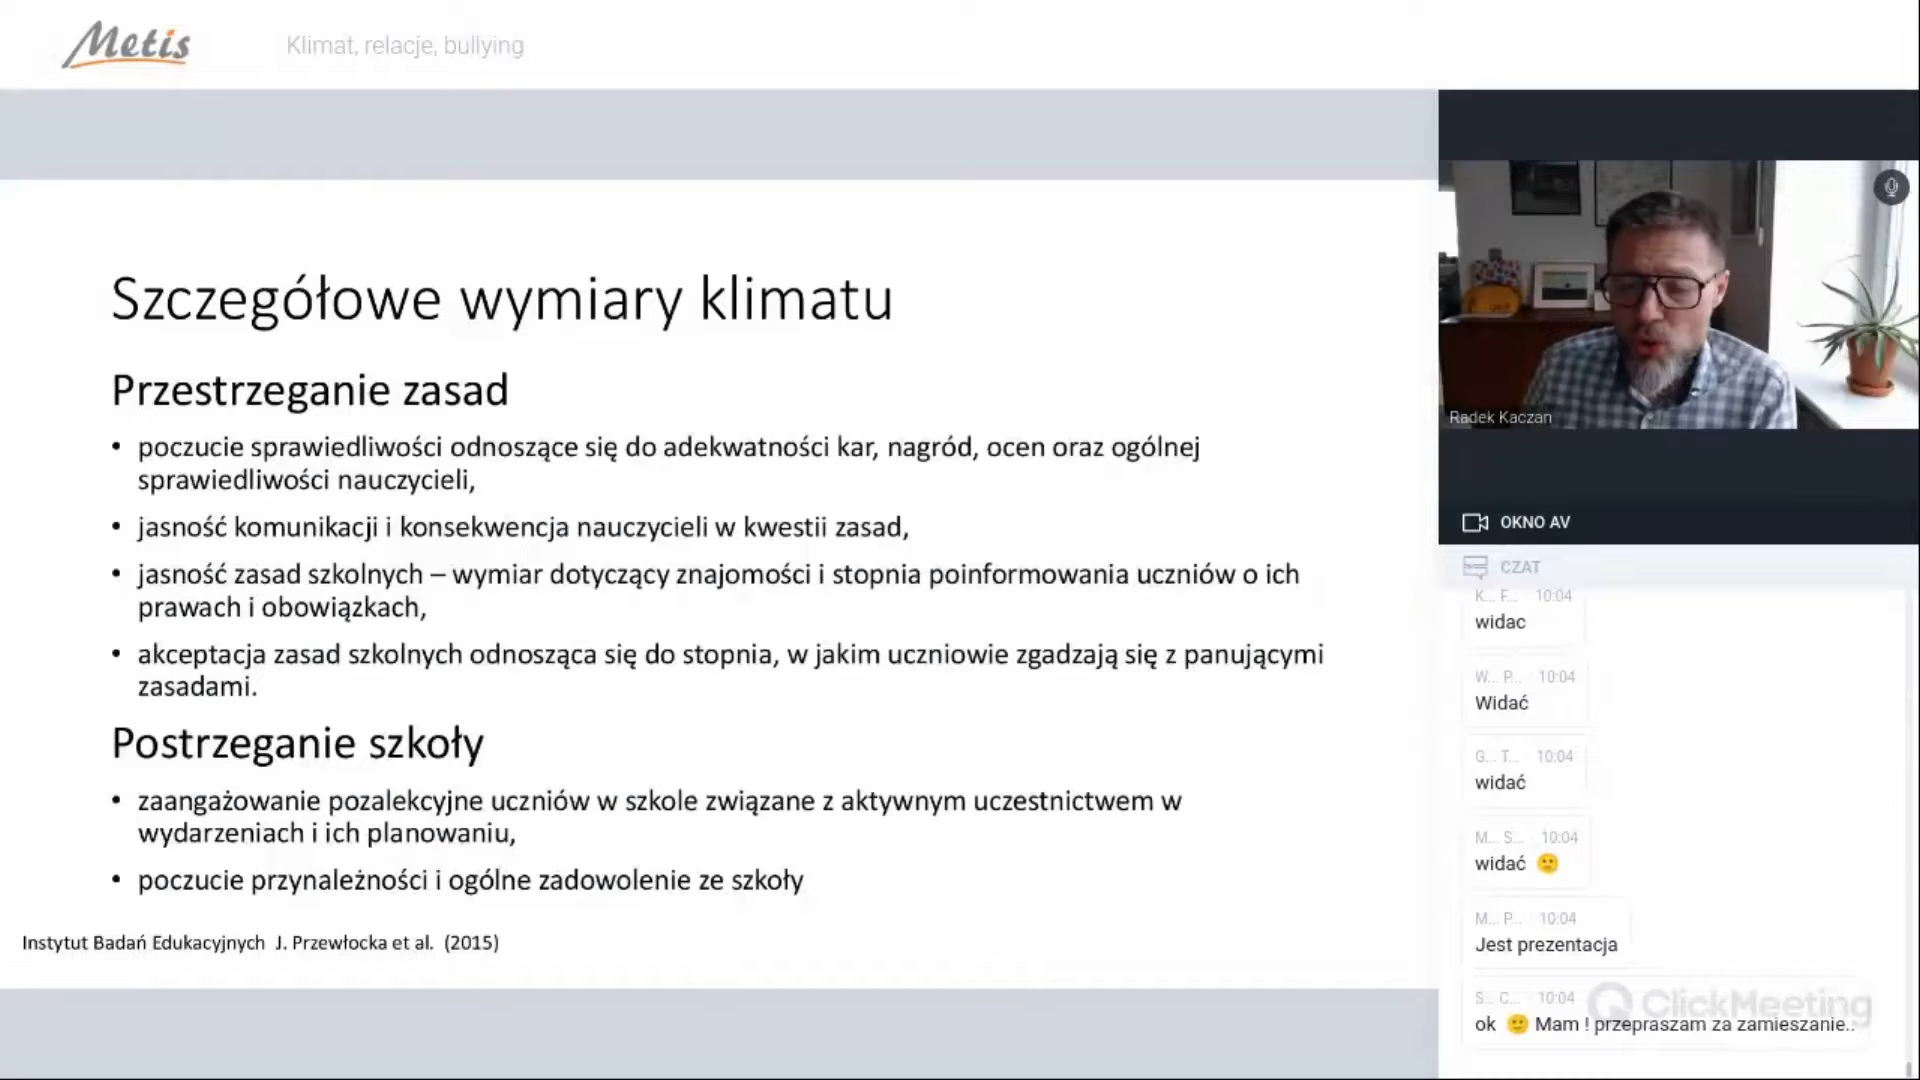 Metis
Klimat, relacje, bullying
Szczegółowe wymiary klimatu
Przestrzeganie zasad
• poczucie sprawiedliwości odnoszące się do adekwatności kar, nagród, ocen oraz ogólnej
sprawiedliwości nauczycieli,
• jasność komunikacji i konsekwencja nauczycieli w kwestii zasad,
• jasność zasad szkolnych – wymiar dotyczący znajomości i stopnia poinformowania uczniów o ich
prawach i obowiązkach,
• akceptacja zasad szkolnych odnosząca się do stopnia, w jakim uczniowie zgadzają się z panującymi
zasadami.
Postrzeganie szkoły
• zaangażowanie pozalekcyjne uczniów w szkole związane z aktywnym uczestnictwem w
wydarzeniach i ich planowaniu,
• poczucie przynależności i ogólne zadowolenie ze szkoły
Instytut Badań Edukacyjnych J. Przewłocka et al. (2015)
Radek Kaczan
OKNO AV
CZAT
K... F... 10:04
widac
W... P... 10:04
Widać
G... T... 10:04
widać
M... S... 10:04
widać 🙂
M... P... 10:04
Jest prezentacja
S... C... 10:04
ok 🙂 Mam ! przepraszam za zamieszanie..
ClickMeeting